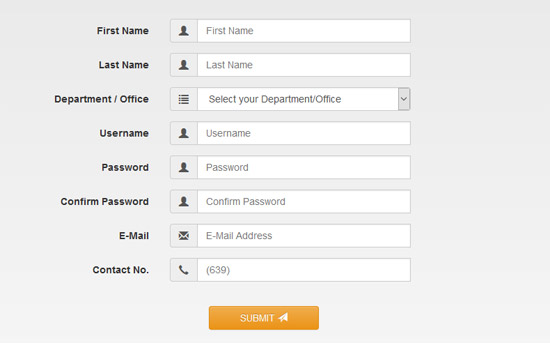 First Name First Name
Last Name Last Name
Department / Office Select your Department/Office
Username Username
Password Password
Confirm Password Confirm Password
E-Mail E-Mail Address
Contact No. (639)
SUBMIT